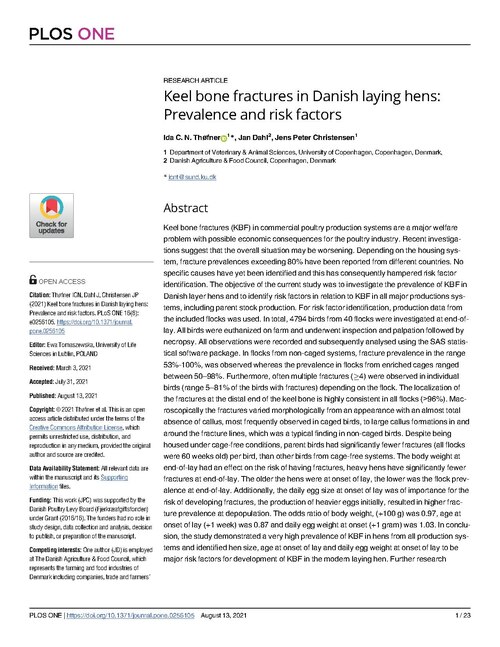 PLOS ONE
RESEARCH ARTICLE
Keel bone fractures in Danish laying hens:
Prevalence and risk factors
Ida C. N. Thøfner 1*, Jan Dahl2, Jens Peter Christensen1
1 Department of Veterinary & Animal Sciences, University of Copenhagen, Copenhagen, Denmark,
2 Danish Agriculture & Food Council, Copenhagen, Denmark
* icnt@sund.ku.dk
Abstract
Keel bone fractures (KBF) in commercial poultry production systems are a major welfare
problem with possible economic consequences for the poultry industry. Recent investiga-
tions suggest that the overall situation may be worsening. Depending on the housing sys-
tem, fracture prevalences exceeding 80% have been reported from different countries. No
specific causes have yet been identified and this has consequently hampered risk factor
identification. The objective of the current study was to investigate the prevalence of KBF in
Danish layer hens and to identify risk factors in relation to KBF in all major productions sys-
tems, including parent stock production. For risk factor identification, production data from
the included flocks was used. In total, 4794 birds from 40 flocks were investigated at end-of-
lay. All birds were euthanized on farm and underwent inspection and palpation followed by
necropsy. All observations were recorded and subsequently analysed using the SAS statis-
tical software package. In flocks from non-caged systems, fracture prevalence in the range
53%-100%, was observed whereas the prevalence in flocks from enriched cages ranged
between 50–98%. Furthermore, often multiple fractures (≥4) were observed in individual
birds (range 5–81% of the birds with fractures) depending on the flock. The localization of
the fractures at the distal end of the keel bone is highly consistent in all flocks (>96%). Mac-
roscopically the fractures varied morphologically from an appearance with an almost total
absence of callus, most frequently observed in caged birds, to large callus formations in and
around the fracture lines, which was a typical finding in non-caged birds. Despite being
housed under cage-free conditions, parent birds had significantly fewer fractures (all flocks
were 60 weeks old) per bird, than other birds from cage-free systems. The body weight at
end-of-lay had an effect on the risk of having fractures, heavy hens have significantly fewer
fractures at end-of-lay. The older the hens were at onset of lay, the lower was the flock prev-
alence at end-of-lay. Additionally, the daily egg size at onset of lay was of importance for the
risk of developing fractures, the production of heavier eggs initially, resulted in higher frac-
ture prevalence at depopulation. The odds ratio of body weight, (+100 g) was 0.97, age at
onset of lay (+1 week) was 0.87 and daily egg weight at onset (+1 gram) was 1.03. In conclu-
sion, the study demonstrated a very high prevalence of KBF in hens from all production sys-
tems and identified hen size, age at onset of lay and daily egg weight at onset of lay to be
major risk factors for development of KBF in the modern laying hen. Further research
Check for
updates
OPEN ACCESS
Citation: Thøfner ICN, Dahl J, Christensen JP
(2021) Keel bone fractures in Danish laying hens:
Prevalence and risk factors. PLoS ONE 16(8):
e0256105. https://doi.org/10.1371/journal.
pone.0256105
Editor: Ewa Tomaszewska, University of Life
Sciences in Lublin, POLAND
Received: March 3, 2021
Accepted: July 31, 2021
Published: August 13, 2021
Copyright: © 2021 Thøfner et al. This is an open
access article distributed under the terms of the
Creative Commons Attribution License, which
permits unrestricted use, distribution, and
reproduction in any medium, provided the original
author and source are credited.
Data Availability Statement: All relevant data are
within the manuscript and its Supporting
Information files.
Funding: This work (JPC) was supported by the
Danish Poultry Levy Board (Fjerkræafgiftsfonden)
under Grant (2016/16). The funders had no role in
study design, data collection and analysis, decision
to publish, or preparation of the manuscript.
Competing interests: One author (JD) is employed
at The Danish Agriculture & Food Council, which
represents the farming and food industries of
Denmark including companies, trade and farmers'
PLOS ONE | https://doi.org/10.1371/journal.pone.0256105 August 13, 2021
1 / 23